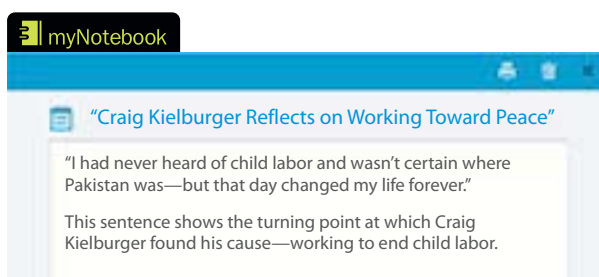 myNotebook
“Craig Kielburger Reflects on Working Toward Peace”
“I had never heard of child labor and wasn’t certain where
Pakistan was—but that day changed my life forever.”
This sentence shows the turning point at which Craig
Kielburger found his cause—working to end child labor.